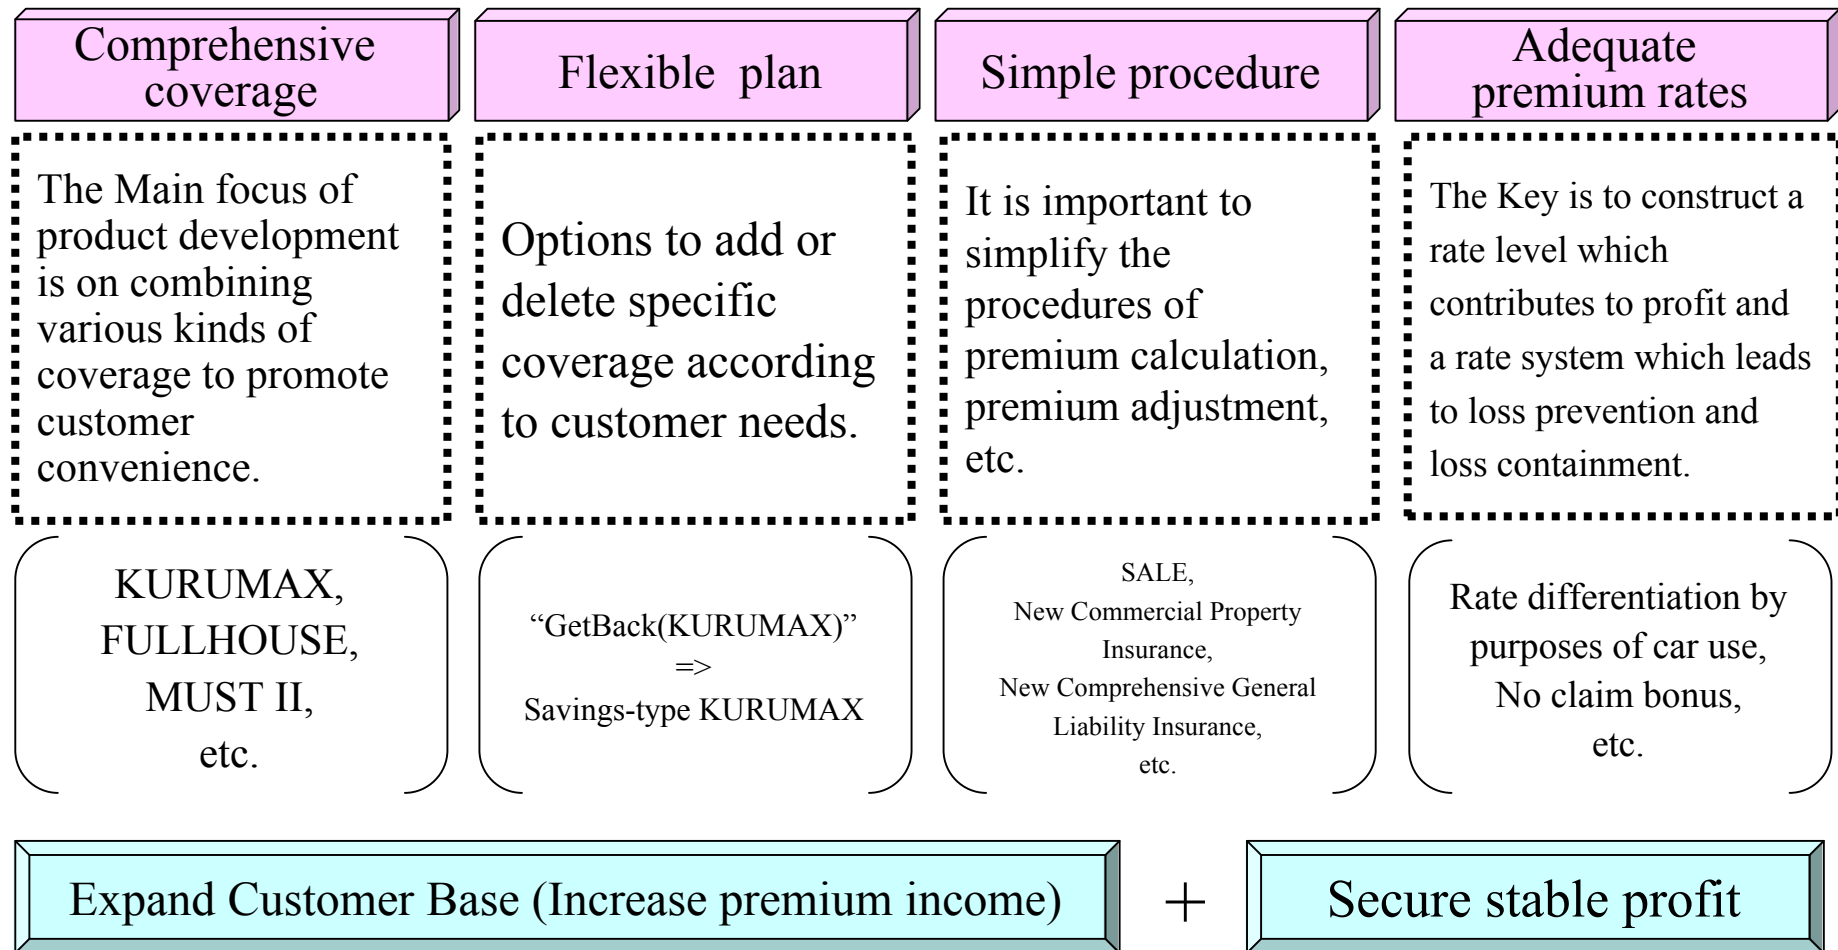 Comprehensive
coverage
The Main focus of
product development
is on combining
various kinds of
coverage to promote
customer
convenience.
KURUMAX,
FULLHOUSE,
MUST II,
etc.
Flexible plan
Options to add or
delete specific
coverage according
to customer needs.
“GetBack(KURUMAX)”
=>
Savings-type KURUMAX
Simple procedure
It is important to
simplify the
procedures of
premium calculation,
premium adjustment,
etc.
SALE,
New Commercial Property
Insurance,
New Comprehensive General
Liability Insurance,
etc.
Adequate
premium rates
The Key is to construct a
rate level which
contributes to profit and
a rate system which leads
to loss prevention and
loss containment.
Rate differentiation by
purposes of car use,
No claim bonus,
etc.
Expand Customer Base (Increase premium income)
+
Secure stable profit